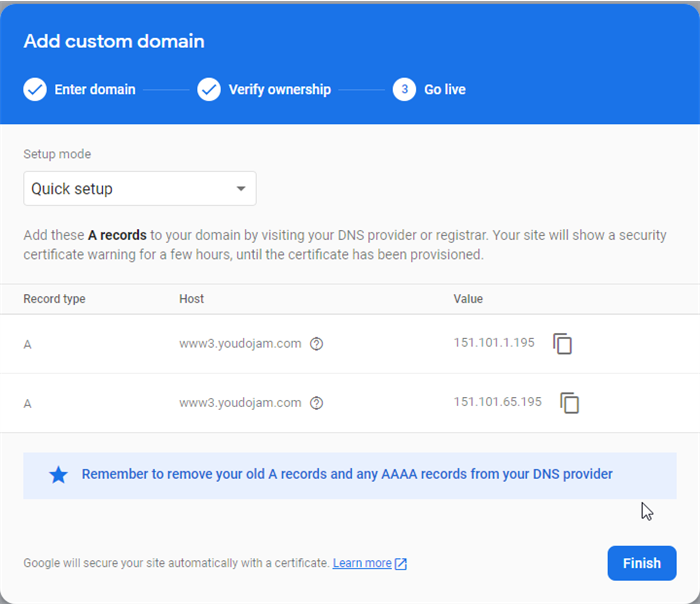 Add custom domain
Enter domain
Verify ownership
3 Go live
Setup mode
Quick setup
Add these A records to your domain by visiting your DNS provider or registrar. Your site will show a security
certificate warning for a few hours, until the certificate has been provisioned.
Record type Host Value
A www3.youdojam.com ? 151.101.1.195
A www3.youdojam.com ? 151.101.65.195
Remember to remove your old A records and any AAAA records from your DNS provider
Google will secure your site automatically with a certificate. Learn more
Finish